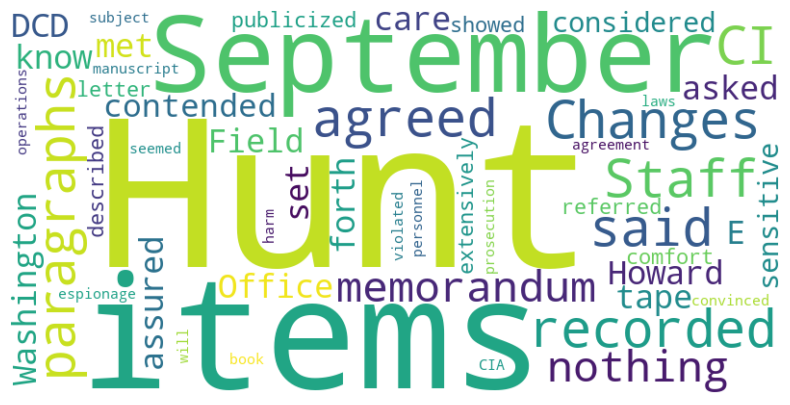 DCD
subject
publicized
care
showed
considered
CI
know
met
September
manuscript
letter
contended
asked
operations
paragraphs
described
seemed
Field
agreed
Changes
laws
agreement
Hunt
set
forth
violated
personnel
extensively
prosecution
harm
Staff
referred
said
E
sensitive
comfort
Washington
assured
espionage
Office
memorandum
Howard
tape
convinced
items
recorded
will
book
CIA
nothing